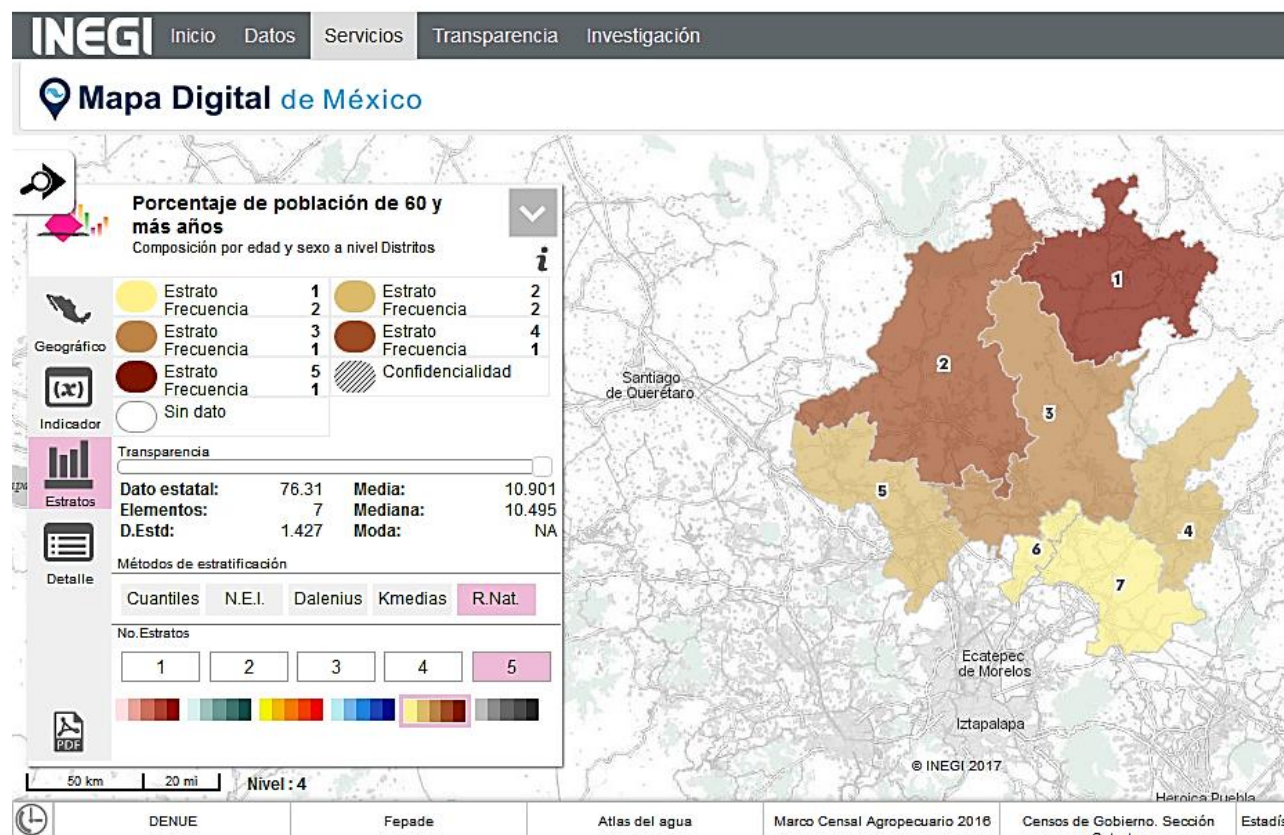 INEGI Inicio Datos Servicios Transparencia Investigación
Mapa Digital de México
Porcentaje de población de 60 y
más años
Composición por edad y sexo a nivel Distritos
i
Estrato 1 Estrato 2
Frecuencia 2 Frecuencia 2
Estrato 3 Estrato 4
Frecuencia 1 Frecuencia 1
Estrato 5 Confidencialidad
Frecuencia 1
Sin dato
Geográfico
(x)
Indicador
Estratos
Detalle
PDF
Transparencia
Dato estatal: 76.31 Media: 10.901
Elementos: 7 Mediana: 10.495
D.Estd: 1.427 Moda: NA
Métodos de estratificación
Cuantiles N.E.I. Dalenius Kmedias R.Nat.
No.Estratos
1 2 3 4 5
1
2
3
5
4
6
7
Santiago
de Querétaro
Ecatepec
de Morelos
Iztapalapa
© INEGI 2017
Heroica Puebla
50 km 20 mi Nivel : 4
DENUE Fepade Atlas del agua Marco Censal Agropecuario 2016 Censos de Gobierno. Sección